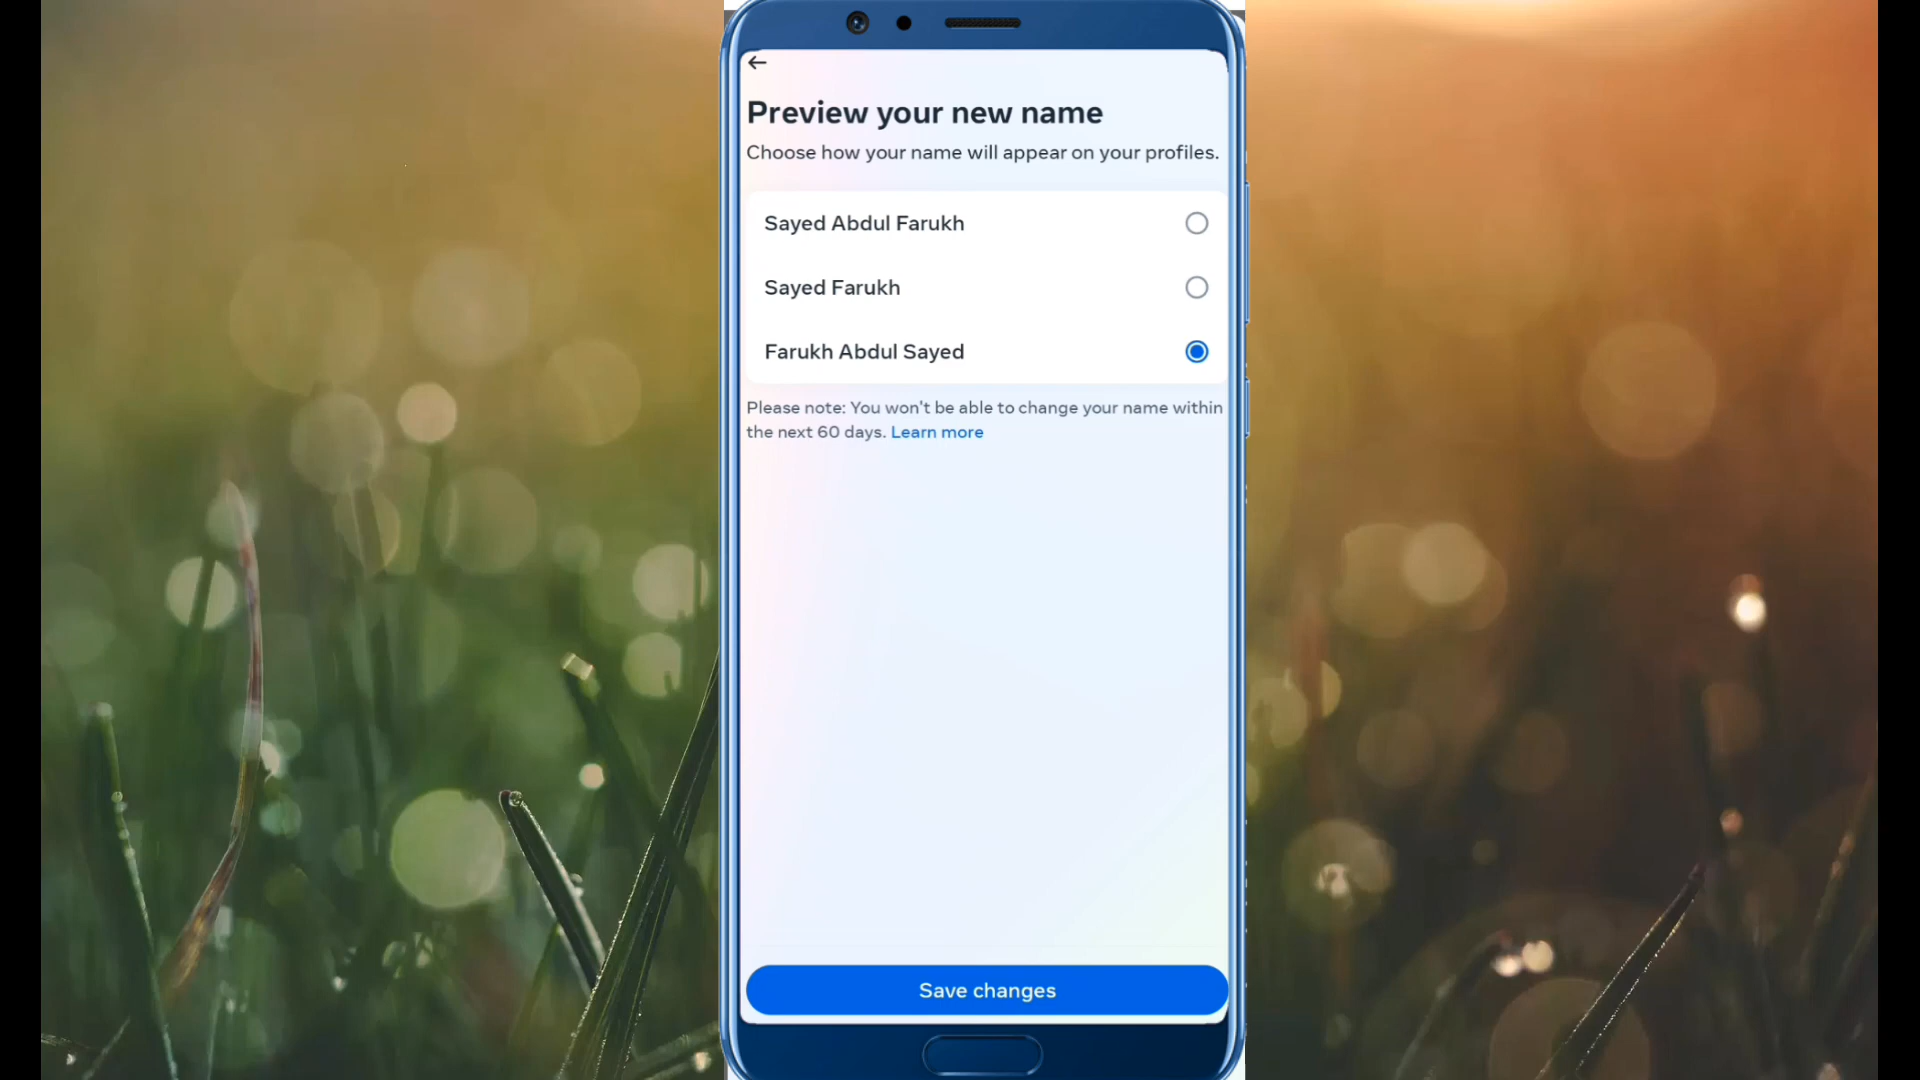 Preview your new name
Choose how your name will appear on your profiles.
Sayed Abdul Farukh
Sayed Farukh
Farukh Abdul Sayed
Please note: You won't be able to change your name within
the next 60 days. Learn more
Save changes